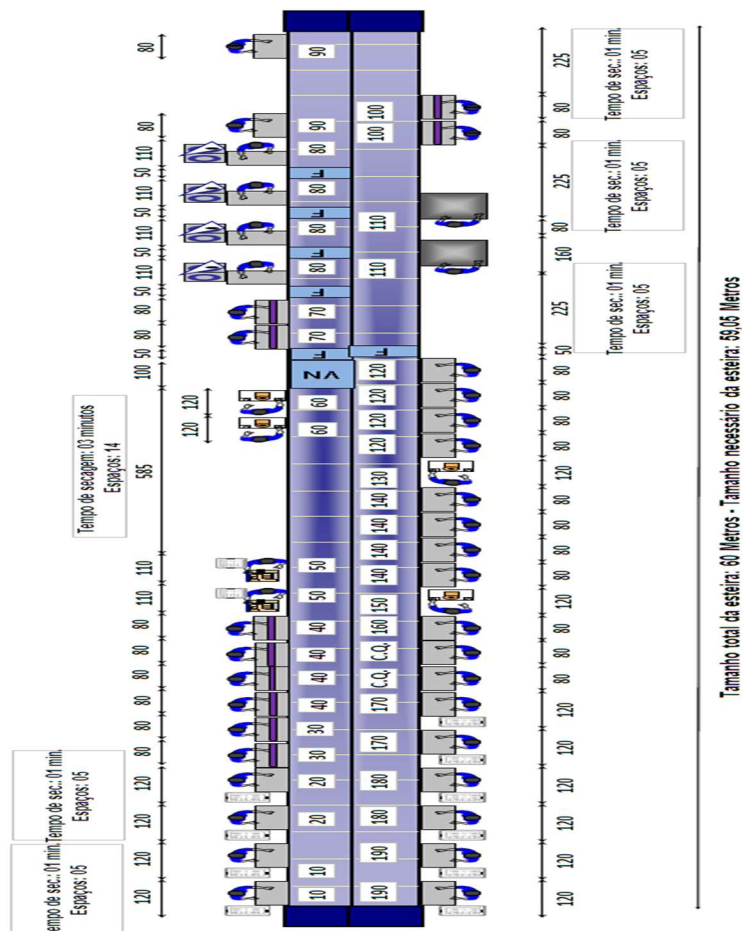 Tempo de sec.: 01 min.
Espaços: 05
Tempo de sec.: 01 min.
Espaços: 05
Tempo de secagem: 03 minutos
Espaços: 14
120 120 120 120 80 80 80 80 80 80 110 110 585 100 50 80 80 50 110 50 110 50 110 50 110 80 80
120 120
10 10 20 20 30 30 40 40 40 40 50 50 60 60 70 70 80 80 80 80 90 90
190 190 180 180 170 170 C.Q. C.Q. 160 150 140 140 140 140 130 120 120 120 120 110 110 100 100
120 120 120 120 120 120 80 80 80 120 80 80 80 80 120 80 80 80 80 50 225 160 80 225 80 80 225
Tempo de sec.: 01 min.
Espaços: 05
Tempo de sec.: 01 min.
Espaços: 05
Tempo de sec.: 01 min.
Espaços: 05
Tamanho total da esteira: 60 Metros - Tamanho necessário da esteira: 59,05 Metros